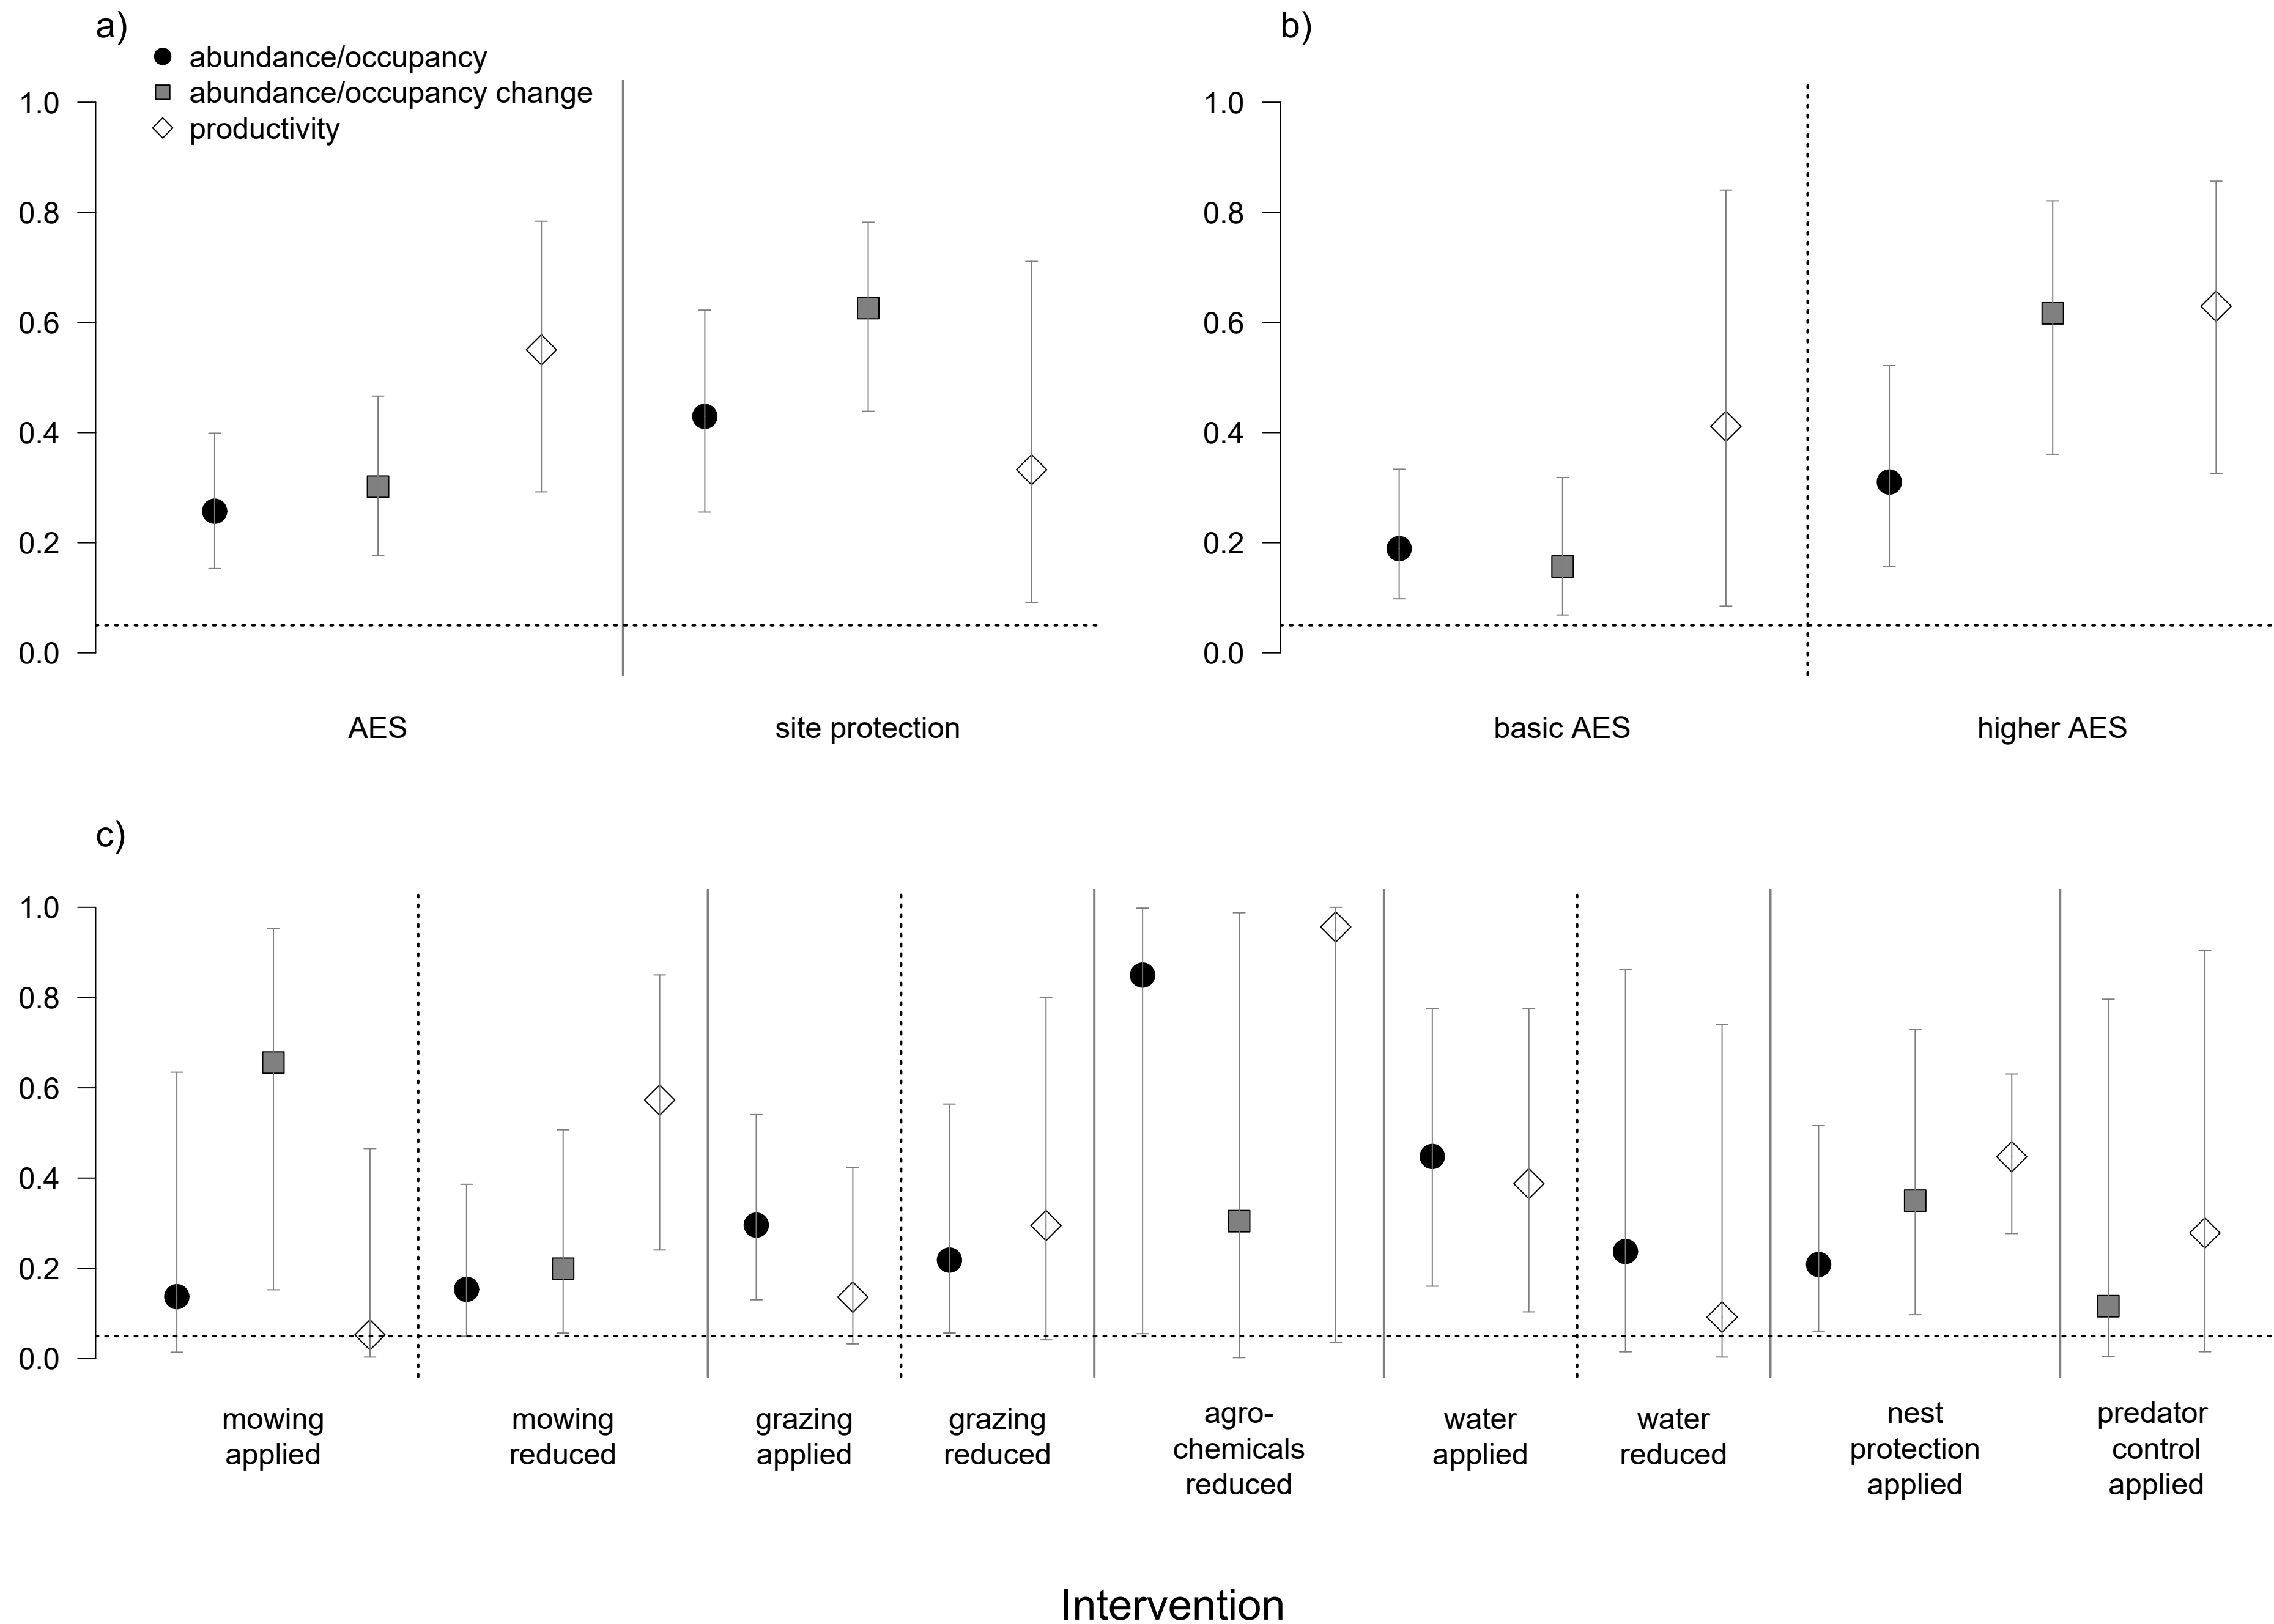 a)
abundance/occupancy
abundance/occupancy change
productivity
1.0
0.8
0.6
0.4
0.2
0.0
AES
site protection
b)
1.0
0.8
0.6
0.4
0.2
0.0
basic AES
higher AES
c)
1.0
0.8
0.6
0.4
0.2
0.0
mowing
applied
mowing
reduced
grazing
applied
grazing
reduced
agro-
chemicals
reduced
water
applied
water
reduced
nest
protection
applied
predator
control
applied
Intervention